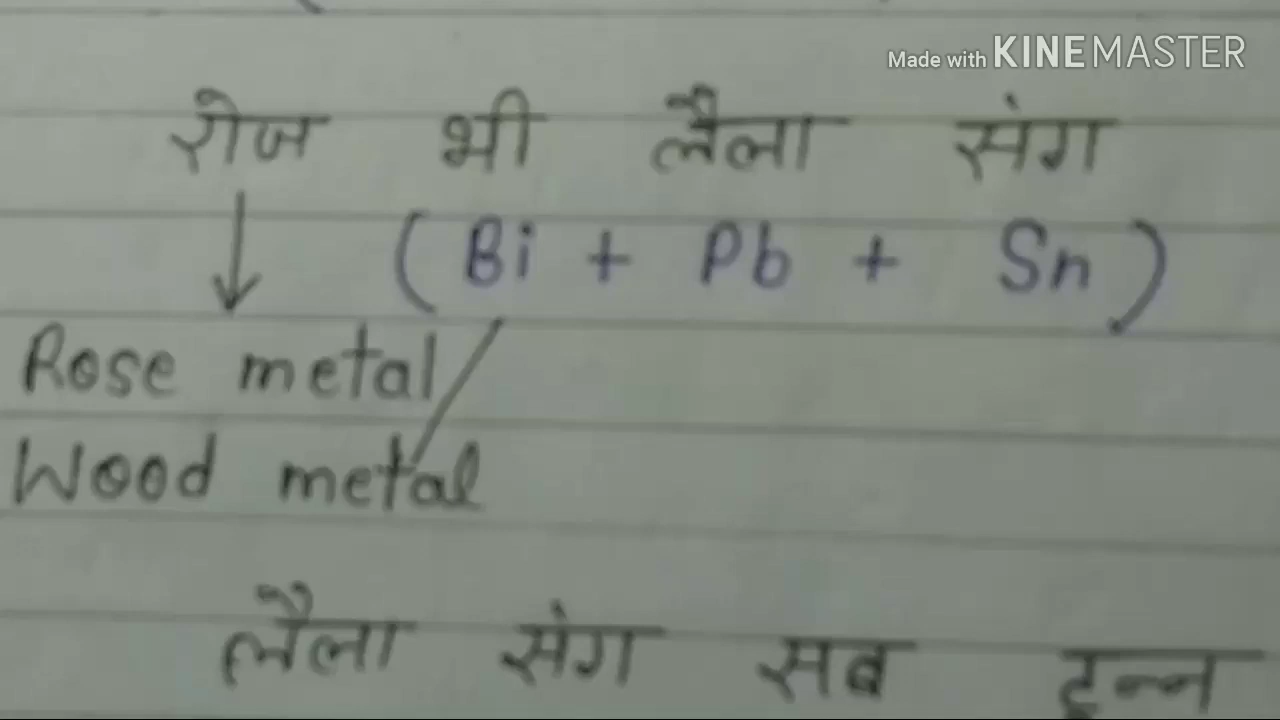 Made with KINEMASTER
रोज भी लैला संग
( Bi + Pb + Sn )
Rose metal /
Wood metal
लैला संग सब टुन्न